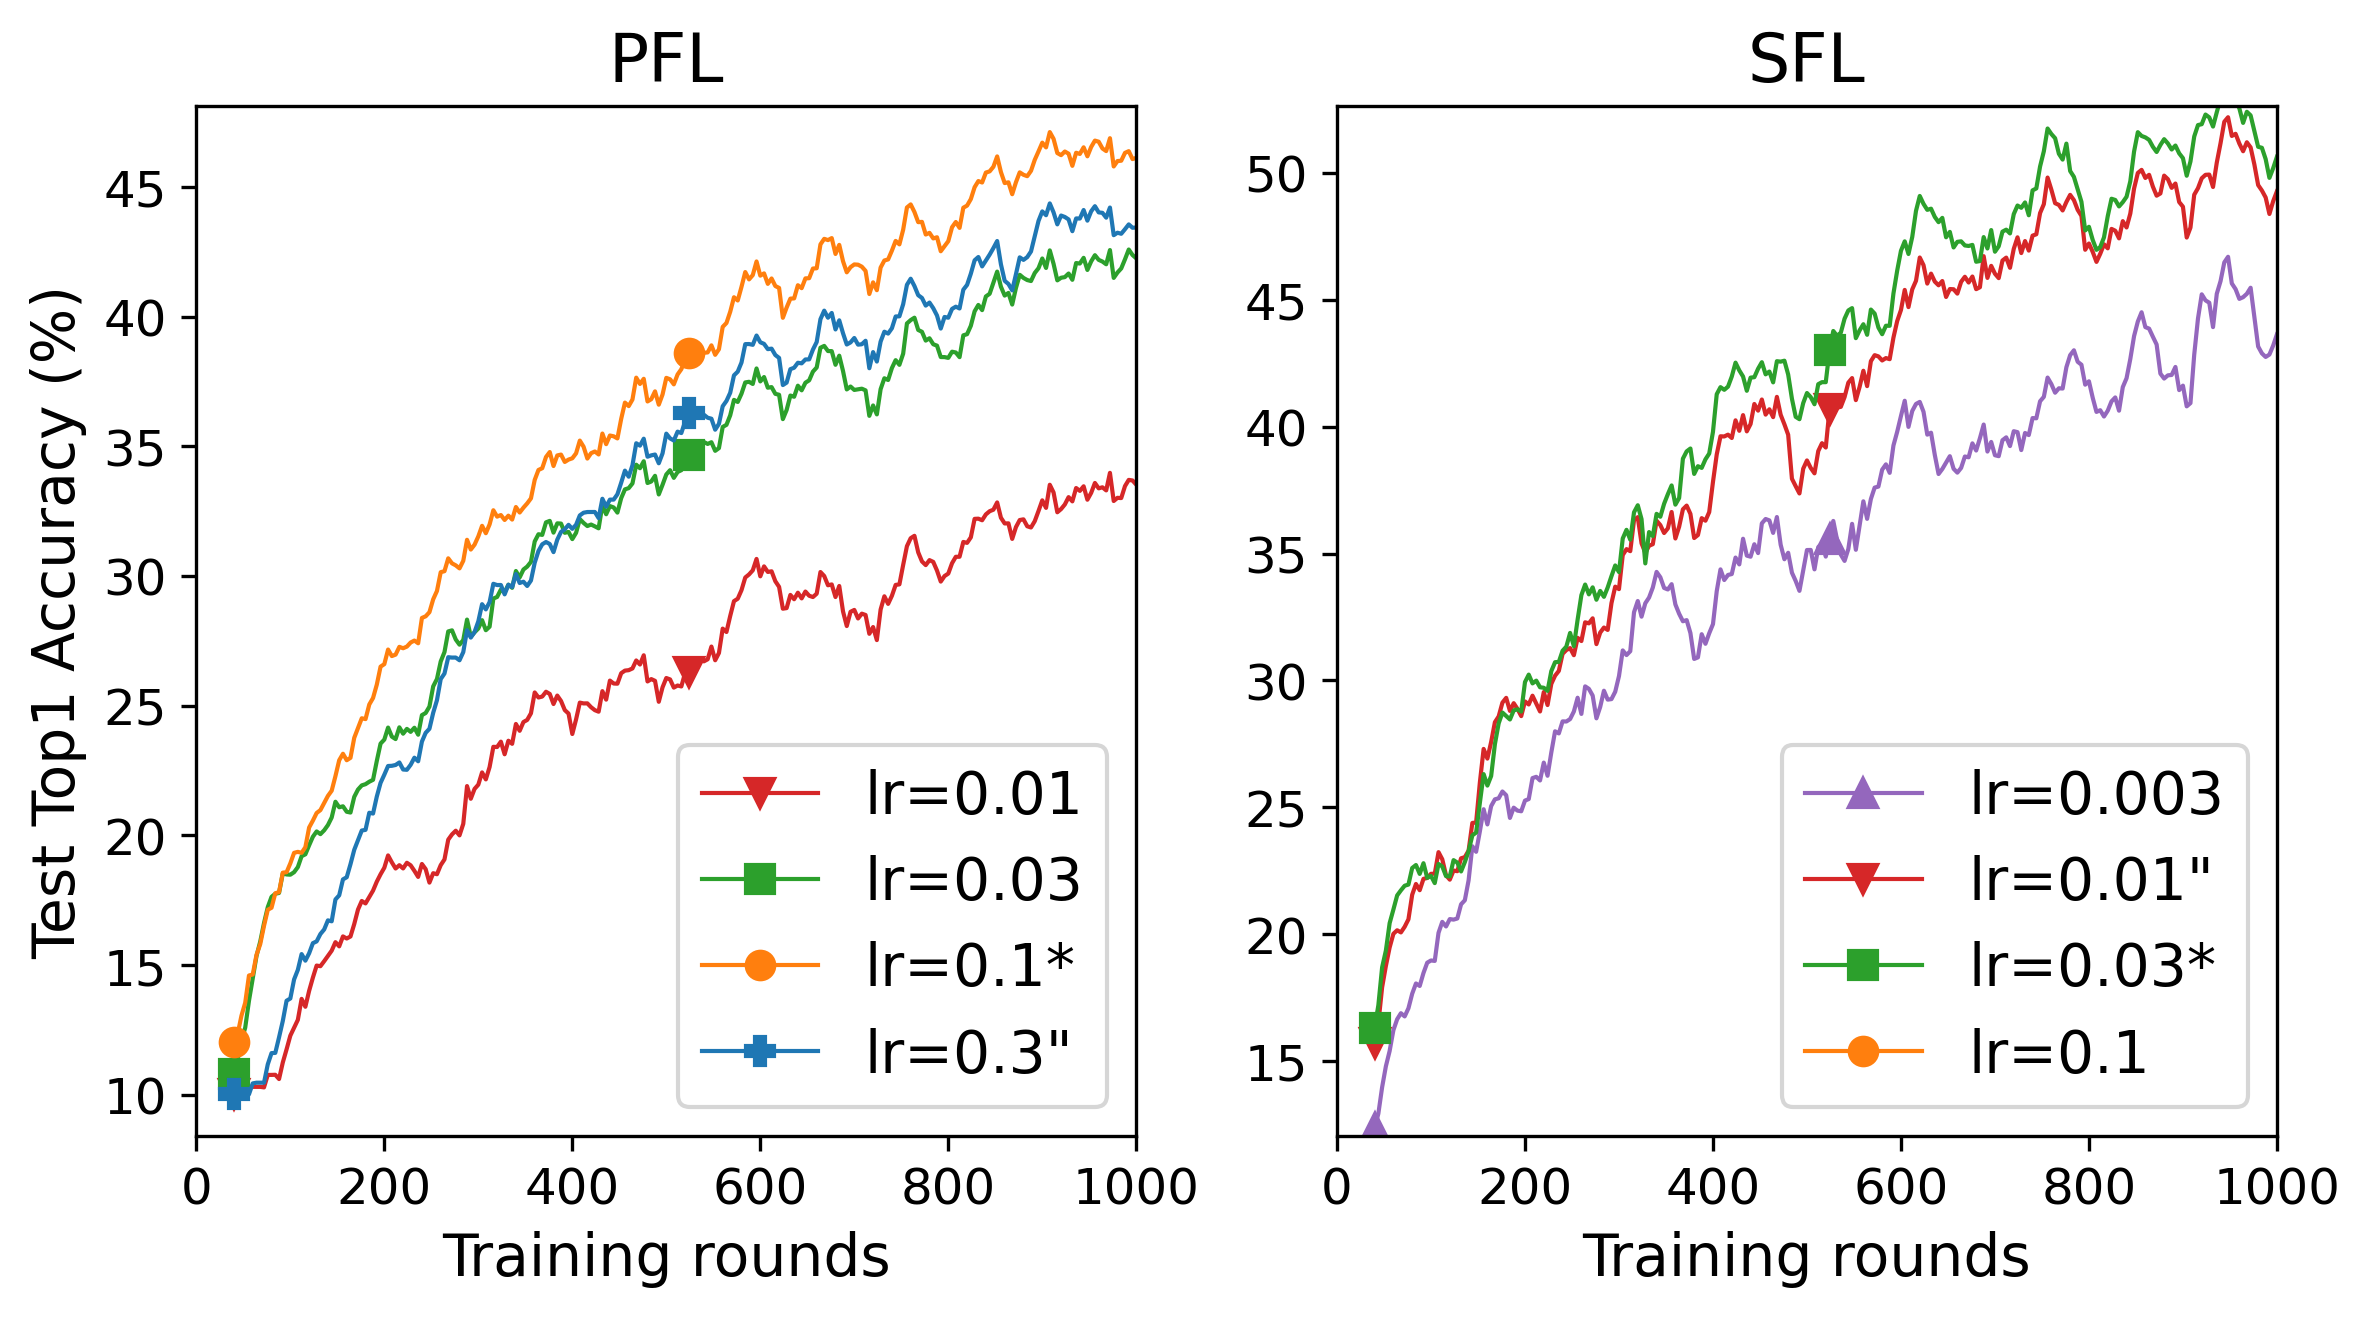 PFL
Test Top1 Accuracy (%)
45
40
35
30
25
20
15
10
0 200 400 600 800 1000
Training rounds
lr=0.01
lr=0.03
lr=0.1*
lr=0.3"
SFL
50
45
40
35
30
25
20
15
0 200 400 600 800 1000
Training rounds
lr=0.003
lr=0.01"
lr=0.03*
lr=0.1